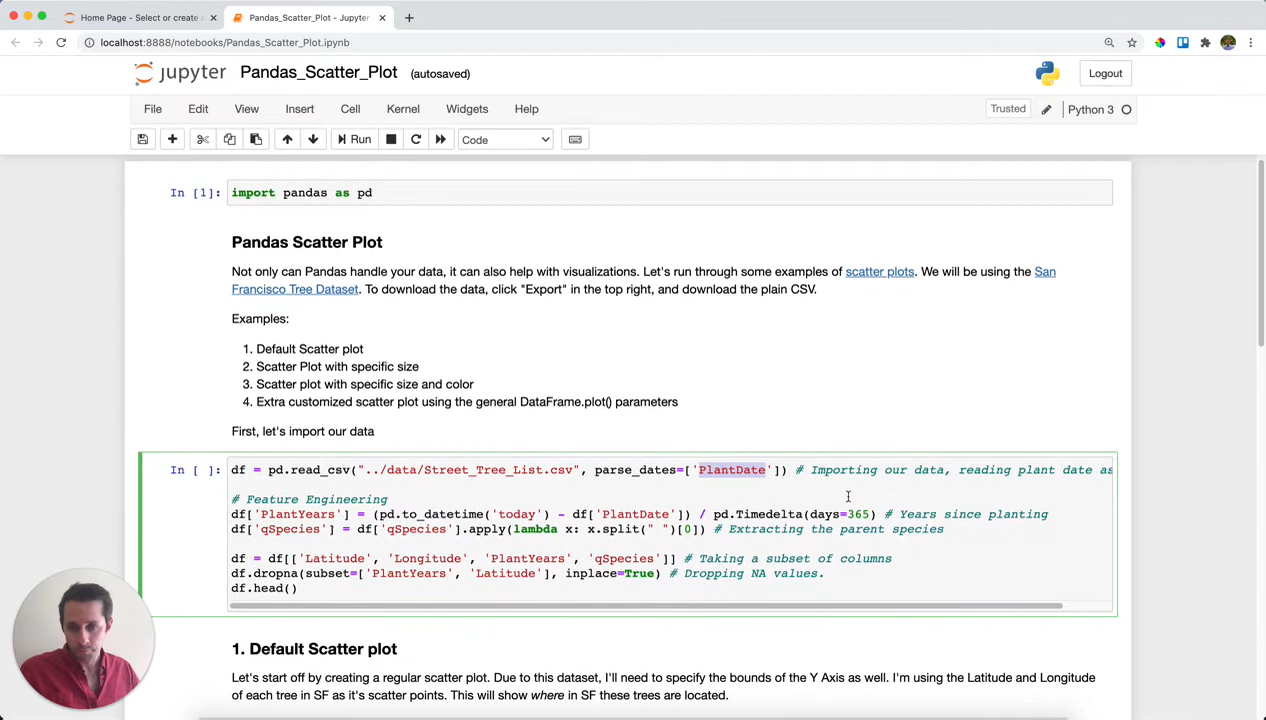 Home Page - Select or create a
Pandas_Scatter_Plot - Jupyter
localhost:8888/notebooks/Pandas_Scatter_Plot.ipynb
jupyter Pandas_Scatter_Plot (autosaved)
Logout
File Edit View Insert Cell Kernel Widgets Help
Trusted Python 3
Run Code
In [1]: import pandas as pd
Pandas Scatter Plot
Not only can Pandas handle your data, it can also help with visualizations. Let's run through some examples of scatter plots. We will be using the San
Francisco Tree Dataset. To download the data, click "Export" in the top right, and download the plain CSV.
Examples:
1. Default Scatter plot
2. Scatter Plot with specific size
3. Scatter plot with specific size and color
4. Extra customized scatter plot using the general DataFrame.plot() parameters
First, let's import our data
In [ ]: df = pd.read_csv("../data/Street_Tree_List.csv", parse_dates=['PlantDate']) # Importing our data, reading plant date as
# Feature Engineering
df['PlantYears'] = (pd.to_datetime('today') - df['PlantDate']) / pd.Timedelta(days=365) # Years since planting
df['qSpecies'] = df['qSpecies'].apply(lambda x: x.split(" ")[0]) # Extracting the parent species
df = df[['Latitude', 'Longitude', 'PlantYears', 'qSpecies']] # Taking a subset of columns
df.dropna(subset=['PlantYears', 'Latitude'], inplace=True) # Dropping NA values.
df.head()
1. Default Scatter plot
Let's start off by creating a regular scatter plot. Due to this dataset, I'll need to specify the bounds of the Y Axis as well. I'm using the Latitude and Longitude
of each tree in SF as it's scatter points. This will show where in SF these trees are located.